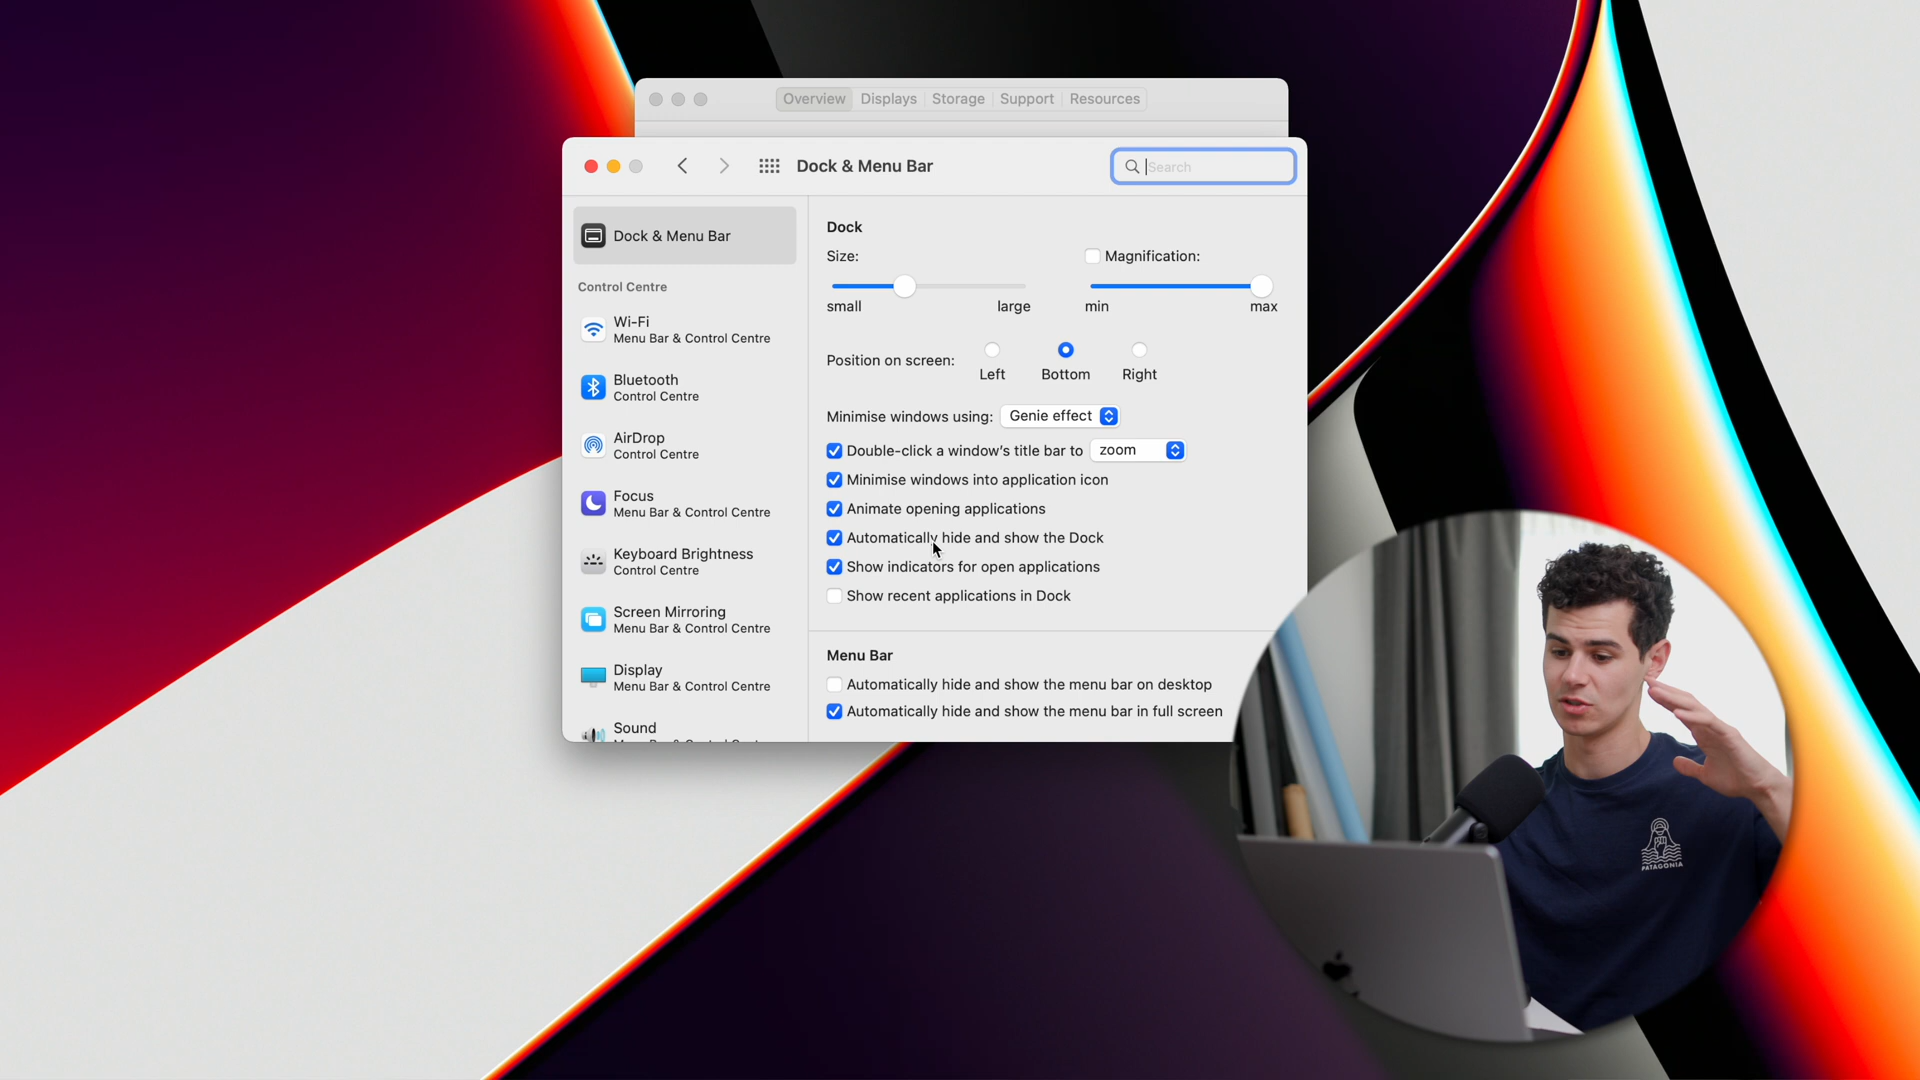 Overview Displays Storage Support Resources
Dock & Menu Bar
Search
Dock & Menu Bar
Control Centre
Wi-Fi
Menu Bar & Control Centre
Bluetooth
Control Centre
AirDrop
Control Centre
Focus
Menu Bar & Control Centre
Keyboard Brightness
Control Centre
Screen Mirroring
Menu Bar & Control Centre
Display
Menu Bar & Control Centre
Sound
Dock
Size:
Magnification:
small
large
min
max
Position on screen:
Left
Bottom
Right
Minimise windows using: Genie effect
Double-click a window's title bar to zoom
Minimise windows into application icon
Animate opening applications
Automatically hide and show the Dock
Show indicators for open applications
Show recent applications in Dock
Menu Bar
Automatically hide and show the menu bar on desktop
Automatically hide and show the menu bar in full screen
PATAGONIA